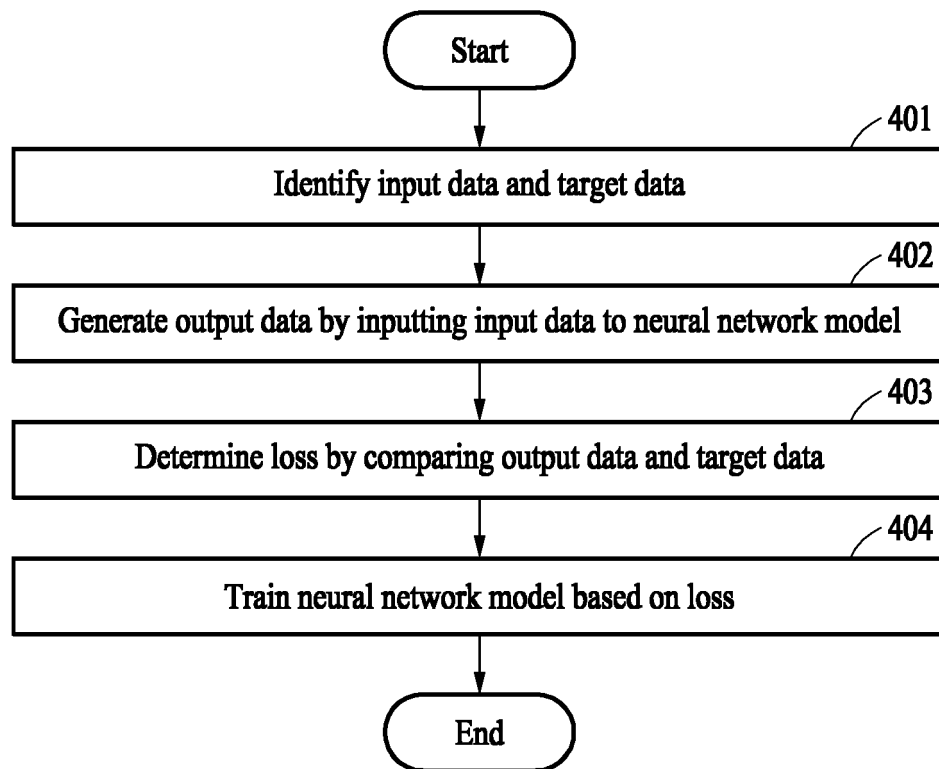 Start
401
Identify input data and target data
402
Generate output data by inputting input data to neural network model
403
Determine loss by comparing output data and target data
404
Train neural network model based on loss
End